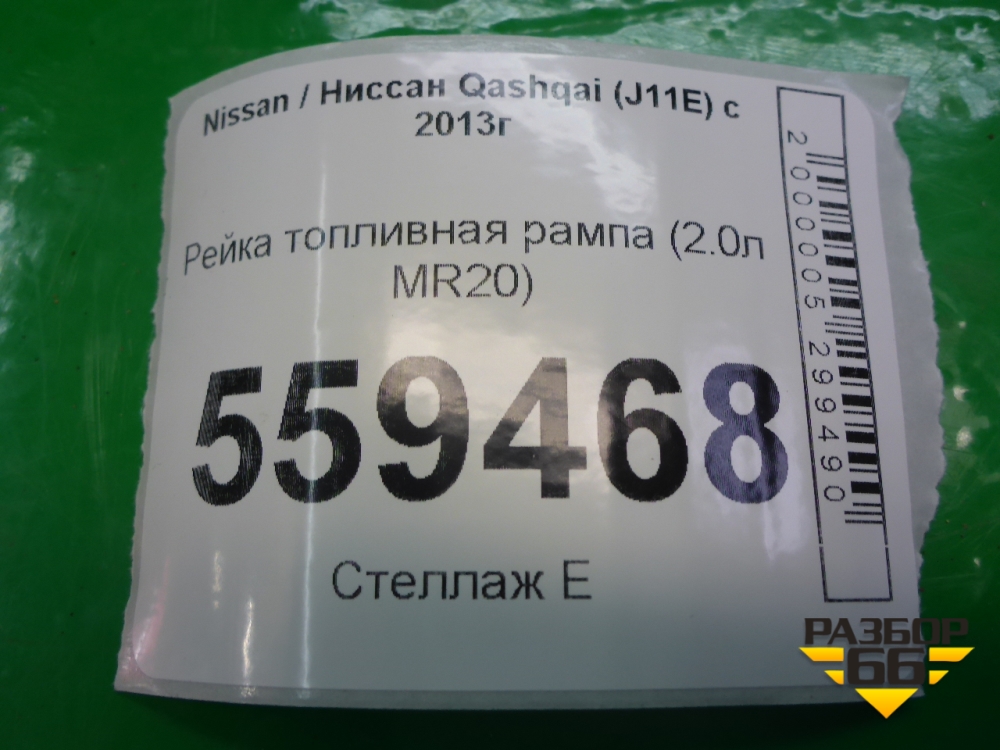 Nissan / Ниссан Qashqai (J11E) с
2013г
Рейка топливная рампа (2.0л
MR20)
559468
Стеллаж Е
2000005299490
РАЗБОР
66